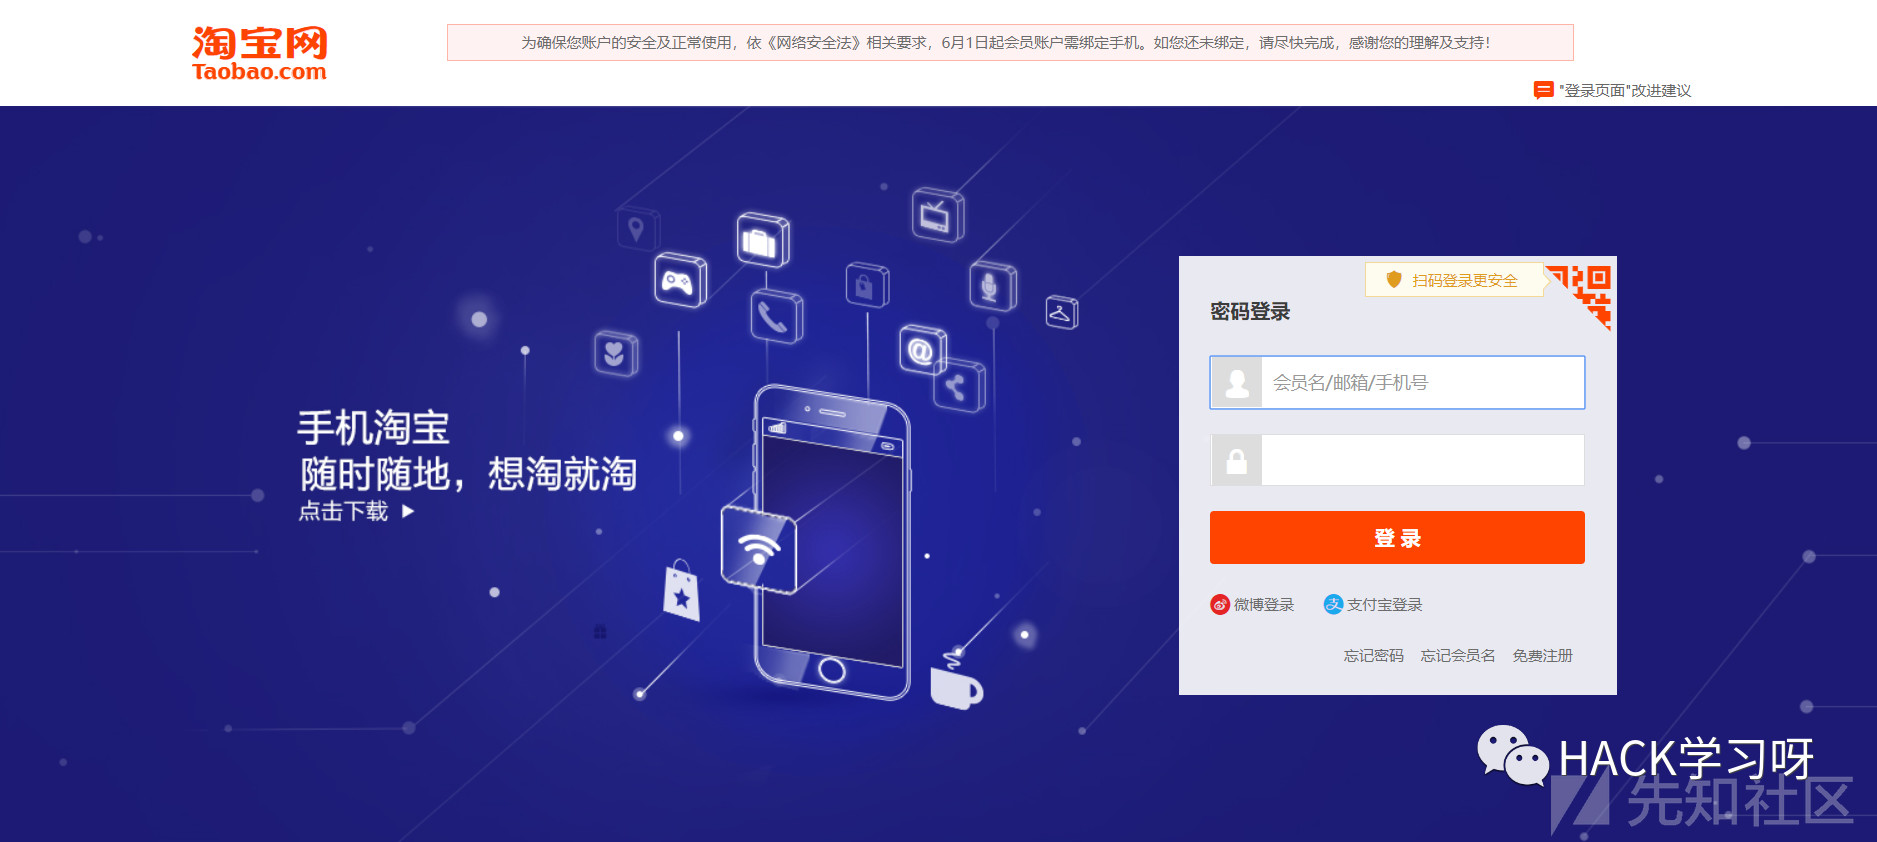 淘宝网
Taobao.com
为确保您账户的安全及正常使用，依《网络安全法》相关要求，6月1日起会员账户需绑定手机。如您还未绑定，请尽快完成，感谢您的理解及支持！
"登录页面"改进建议
手机淘宝
随时随地，想淘就淘
点击下载
扫码登录更安全
密码登录
会员名/邮箱/手机号
登 录
微博登录 支付宝登录
忘记密码 忘记会员名 免费注册
HACK学习呀
先知社区